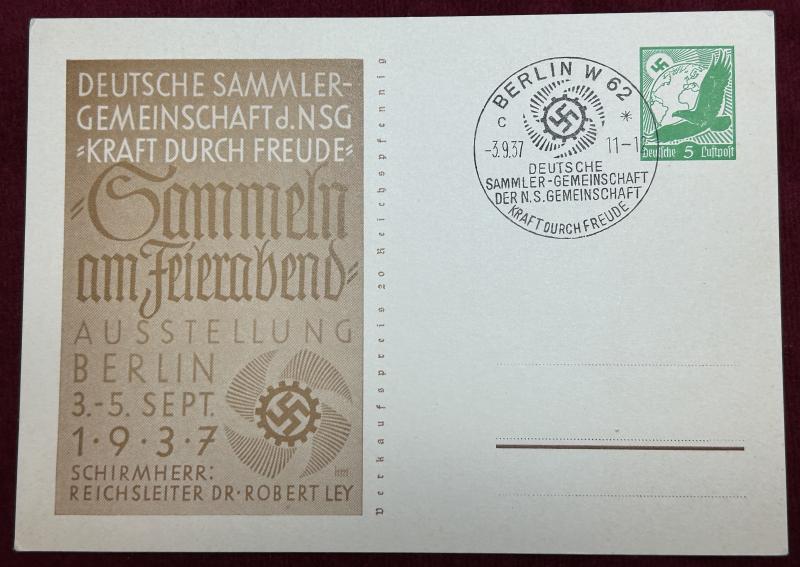 DEUTSCHE SAMMLER-
GEMEINSCHAFT d. NSG
"KRAFT DURCH FREUDE"
"Sammeln
am Feierabend"
AUSSTELLUNG
BERLIN
3.-5. SEPT.
1·9·3·7
SCHIRMHERR:
REICHSLEITER DR·ROBERT LEY
Verkaufspreis 20 Reichspfennig
BERLIN W 62
c *
-3.9.37 11-1
DEUTSCHE
SAMMLER-GEMEINSCHAFT
DER N.S. GEMEINSCHAFT
KRAFT DURCH FREUDE
Deutsche 5 Luftpost